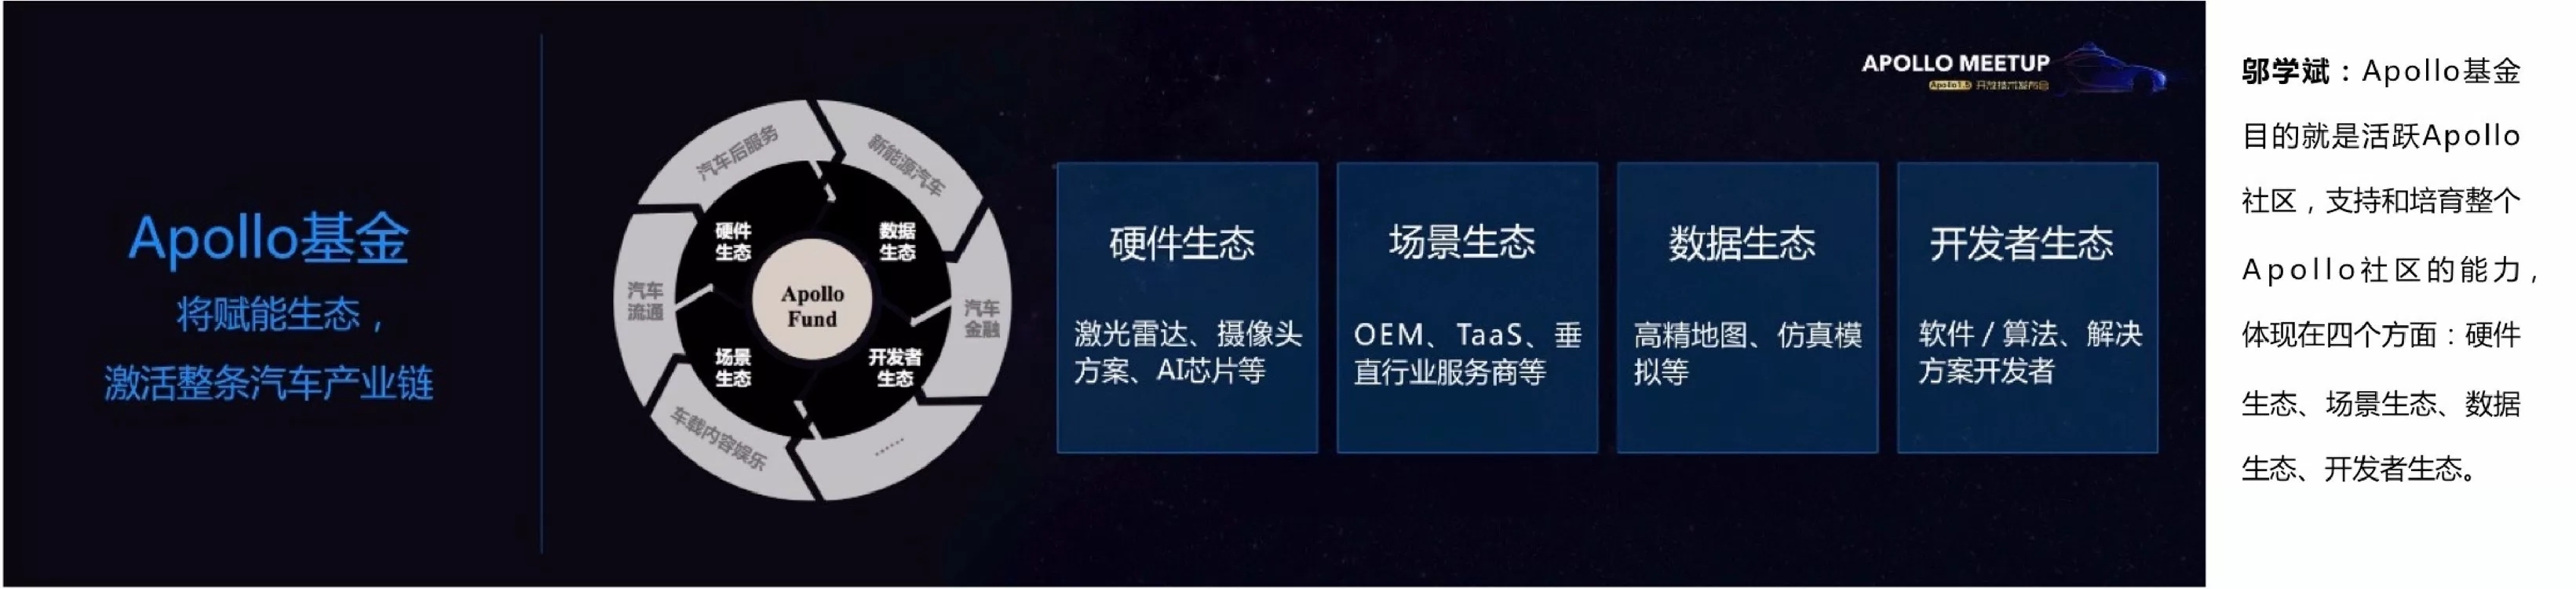 Apollo基金
将赋能生态，
激活整条汽车产业链
汽车后服务
新能源汽车
硬件
生态
数据
生态
汽车
流通
Apollo
Fund
汽车
金融
场景
生态
开发者
生态
车载内容娱乐
......
APOLLO MEETUP
Apollo1.5 开放技术发布会
硬件生态
激光雷达、摄像头
方案、AI芯片等
场景生态
OEM、TaaS、垂
直行业服务商等
数据生态
高精地图、仿真模
拟等
开发者生态
软件 / 算法、解决
方案开发者
邬学斌：Apollo基金
目的就是活跃Apollo
社区，支持和培育整个
Apollo社区的能力，
体现在四个方面：硬件
生态、场景生态、数据
生态、开发者生态。